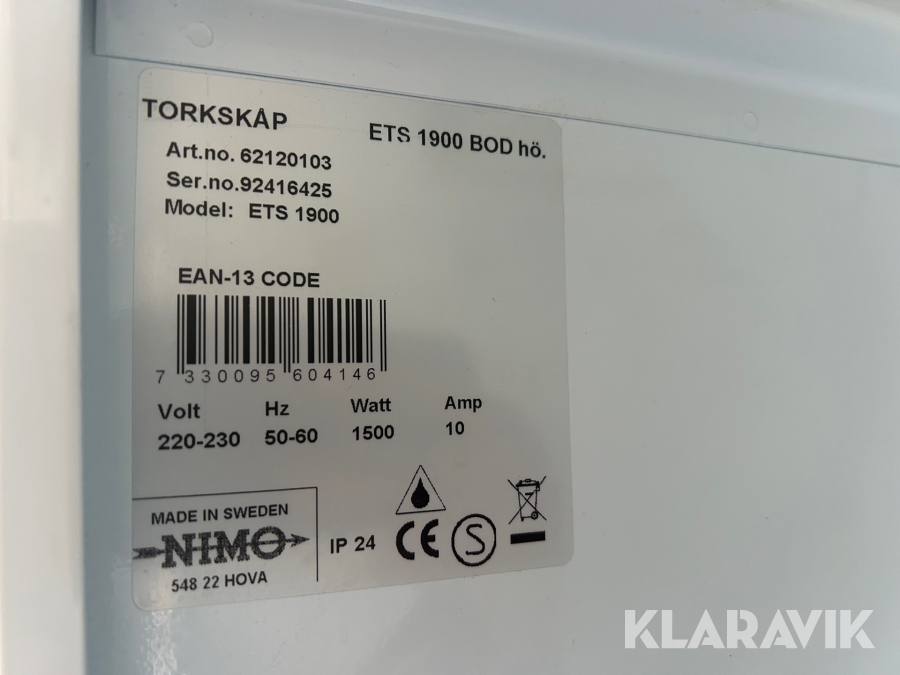 TORKSKÅP
ETS 1900 BOD hö.
Art.no. 62120103
Ser.no.92416425
Model: ETS 1900
EAN-13 CODE
7 330095 604146
Volt Hz Watt Amp
220-230 50-60 1500 10
MADE IN SWEDEN
NIMO
548 22 HOVA
IP 24
CE
S
KLARAVIK